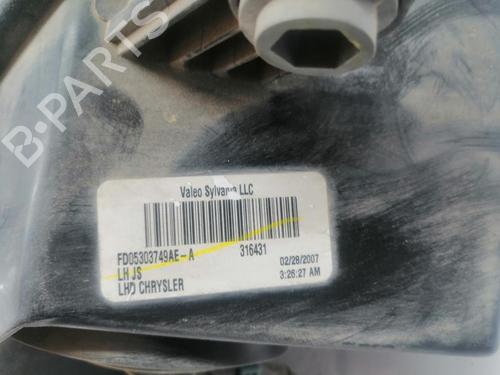 B-PARTS
Valeo Sylvania LLC
FD05303749AE-A 316431
LH JS 02/28/2007
LHD CHRYSLER 3:26:27 AM